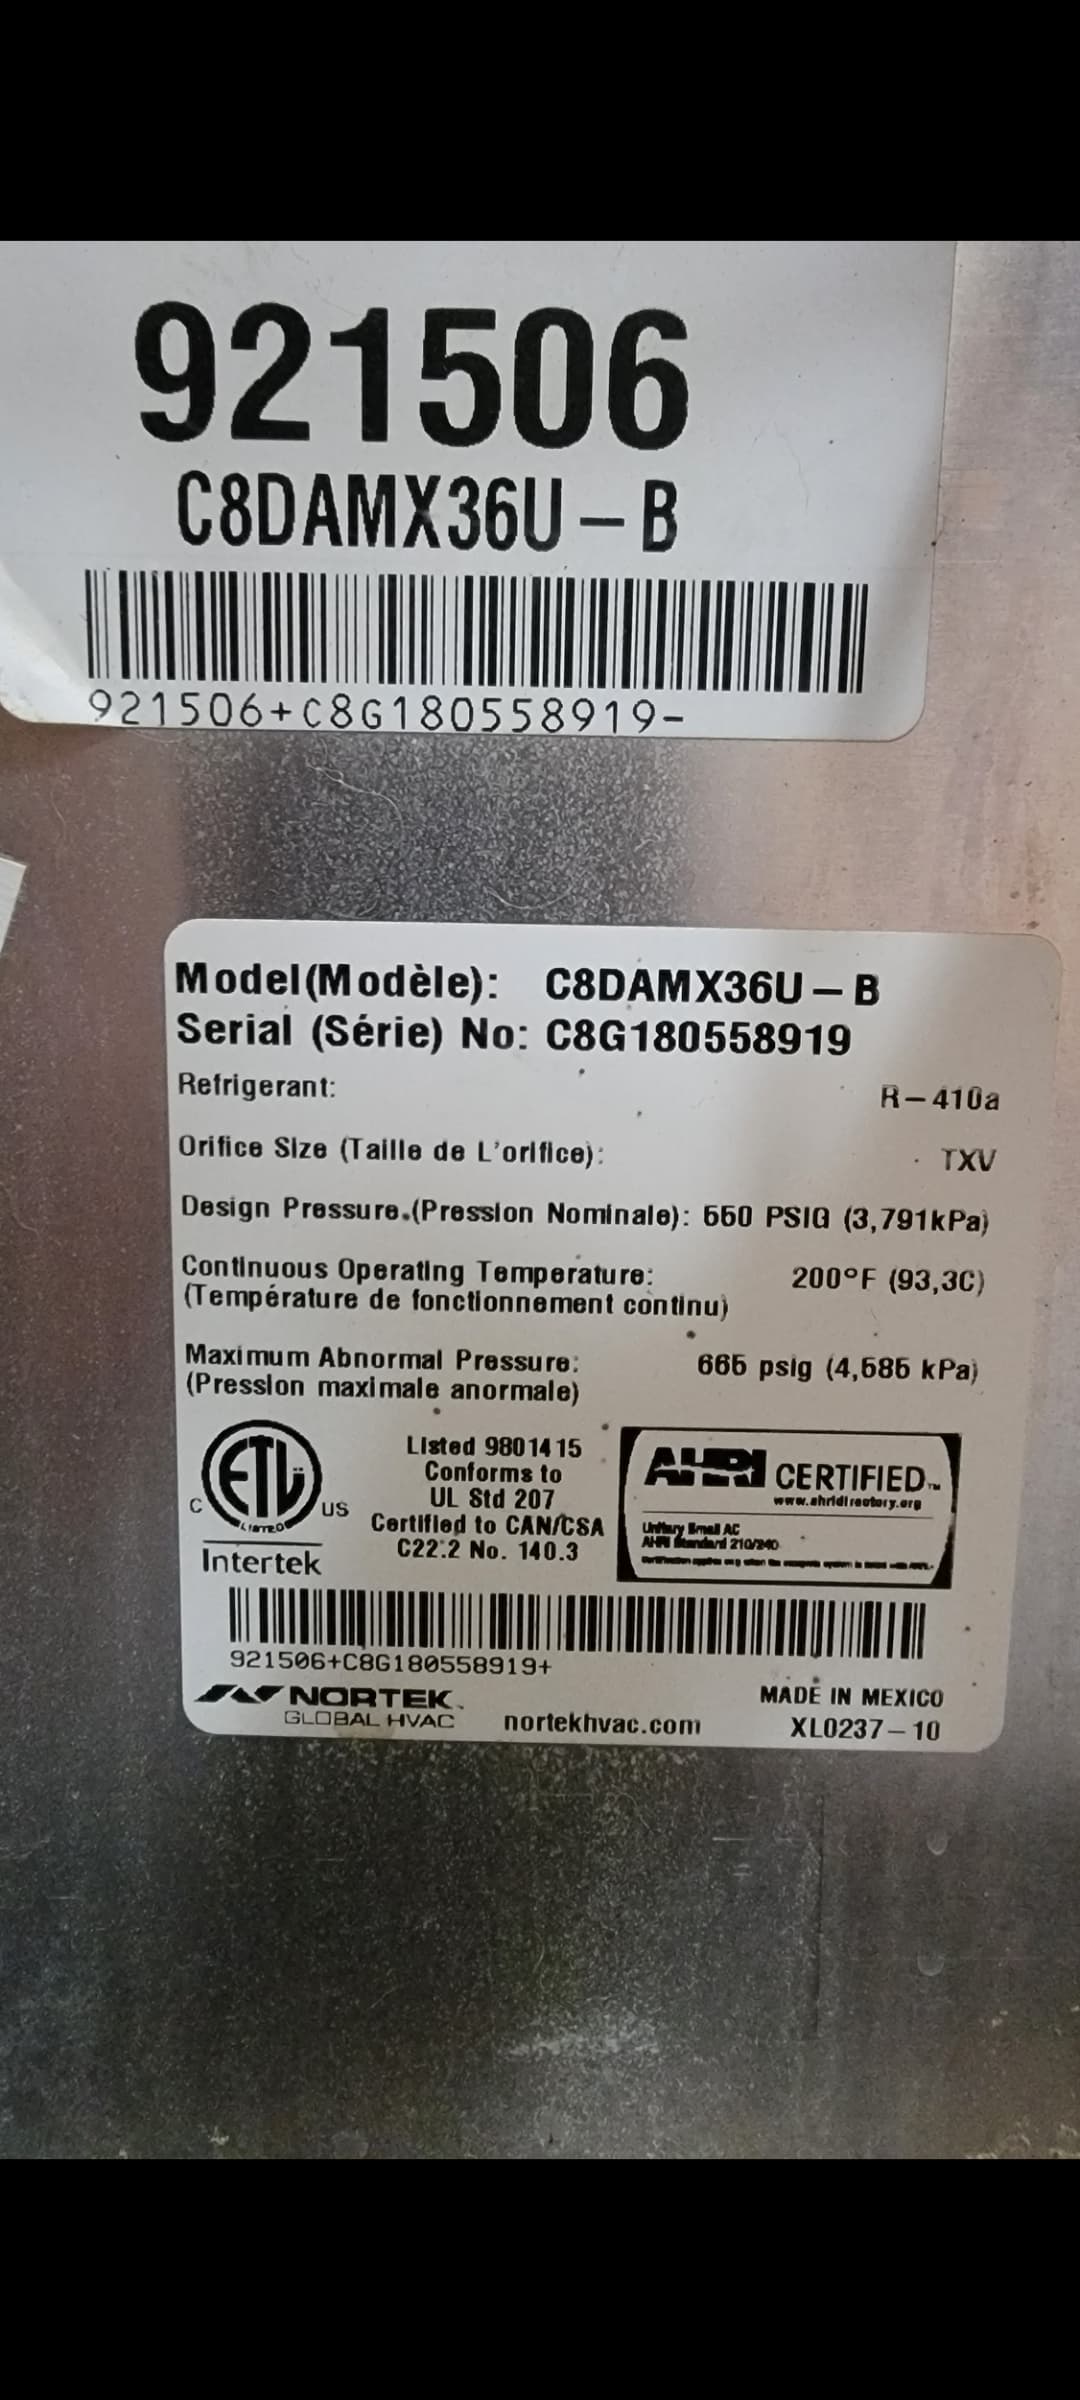 921506
C8DAMX36U – B
921506+C8G180558919-
Model(Modèle): C8DAMX36U – B
Serial (Série) No: C8G180558919
Refrigerant: R–410a
Orifice Size (Taille de L'orifice): TXV
Design Pressure.(Pression Nominale): 550 PSIG (3,791kPa)
Continuous Operating Temperature: 200°F (93,3C)
(Température de fonctionnement continu)
Maximum Abnormal Pressure: 665 psig (4,585 kPa)
(Pression maximale anormale)
ETL
C US
LISTED
Intertek
Listed 9801415
Conforms to
UL Std 207
Certified to CAN/CSA
C22.2 No. 140.3
AHRI CERTIFIED™
www.ahridirectory.org
Unitary Small AC
AHRI Standard 210/240
921506+C8G180558919+
NORTEK
GLOBAL HVAC
nortekhvac.com
MADE IN MEXICO
XL0237–10